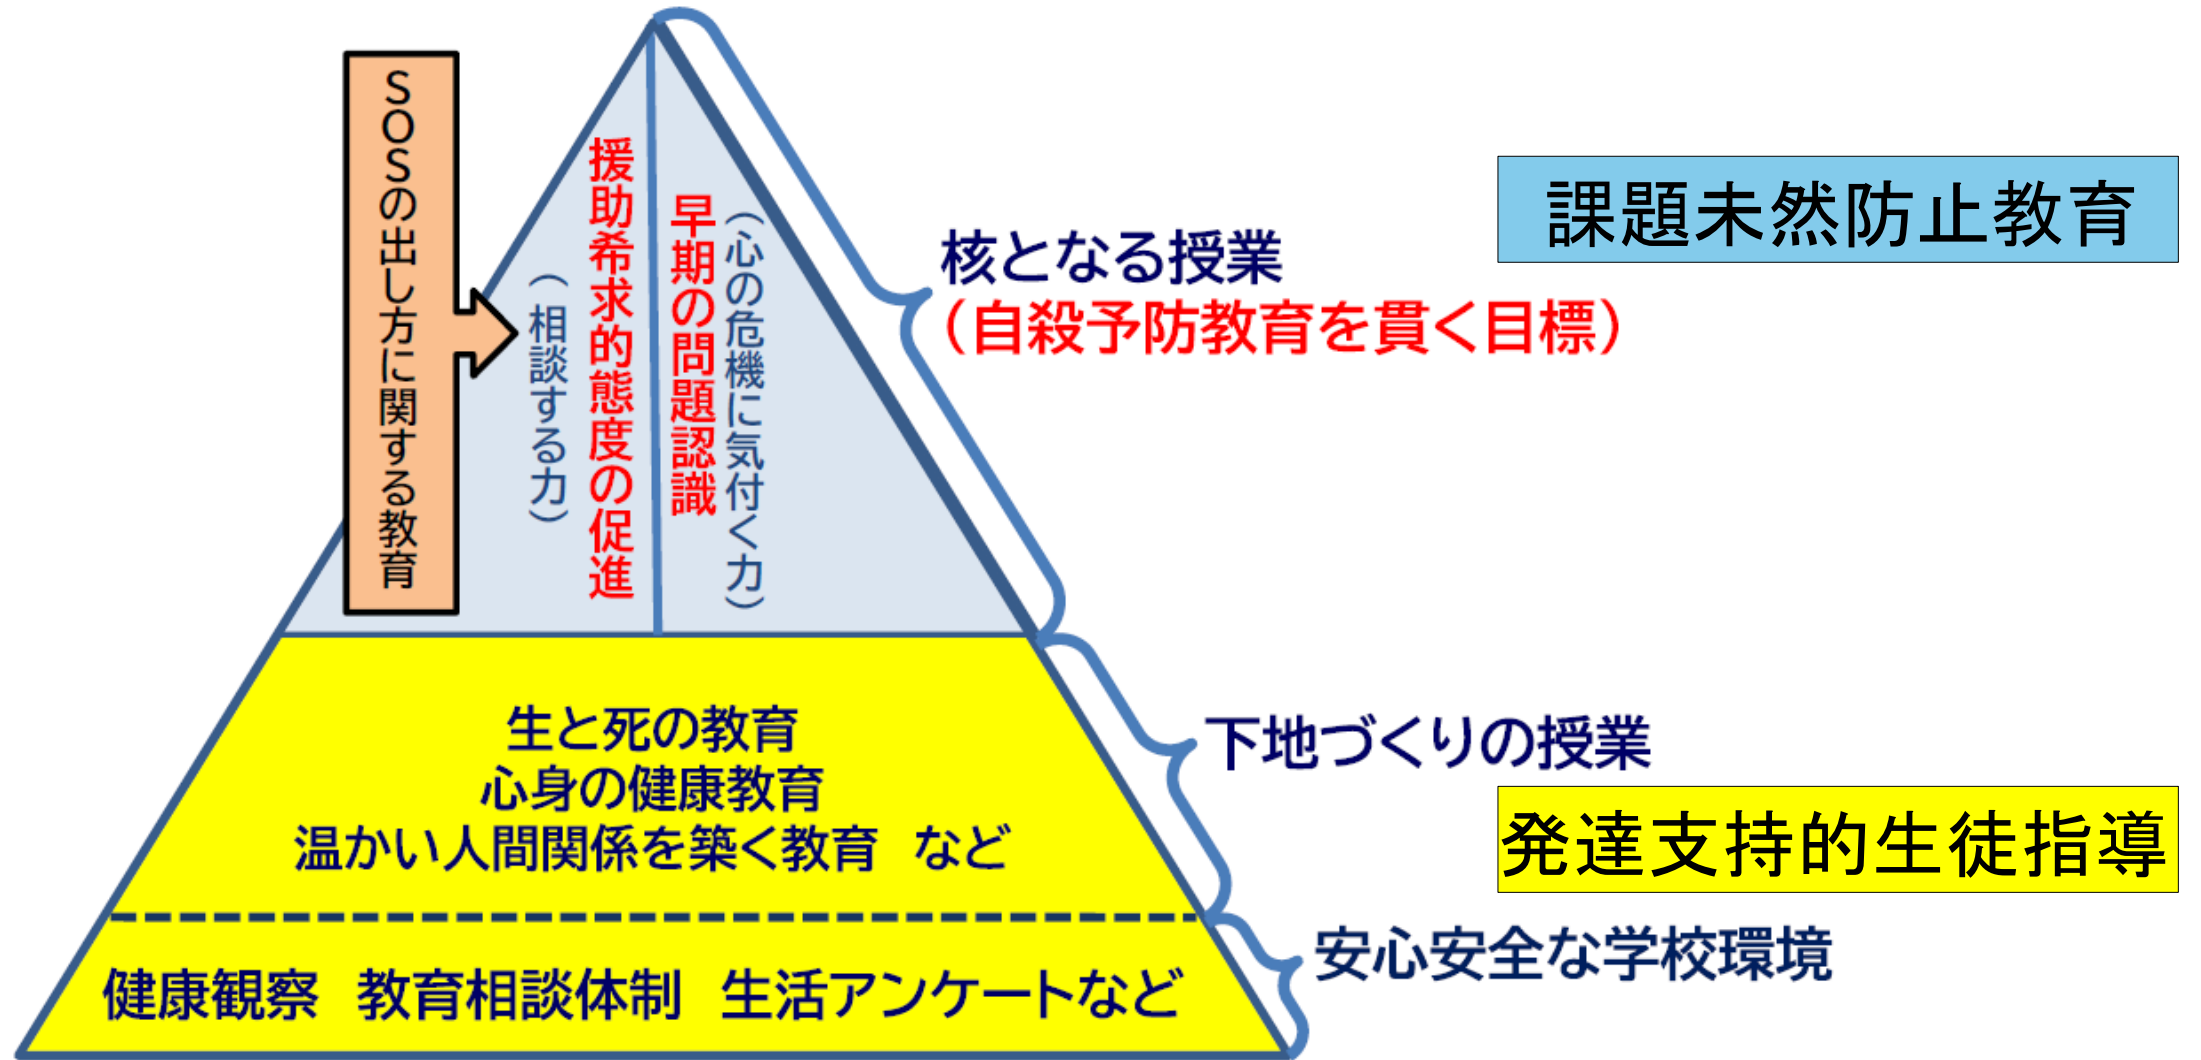 SOSの出し方に関する教育
(心の危機に気付く力)
早期の問題認識
援助希求的態度の促進
(相談する力)
核となる授業
(自殺予防教育を貫く目標)
課題未然防止教育
生と死の教育
心身の健康教育
温かい人間関係を築く教育　など
下地づくりの授業
発達支持的生徒指導
健康観察　教育相談体制　生活アンケートなど
安心安全な学校環境